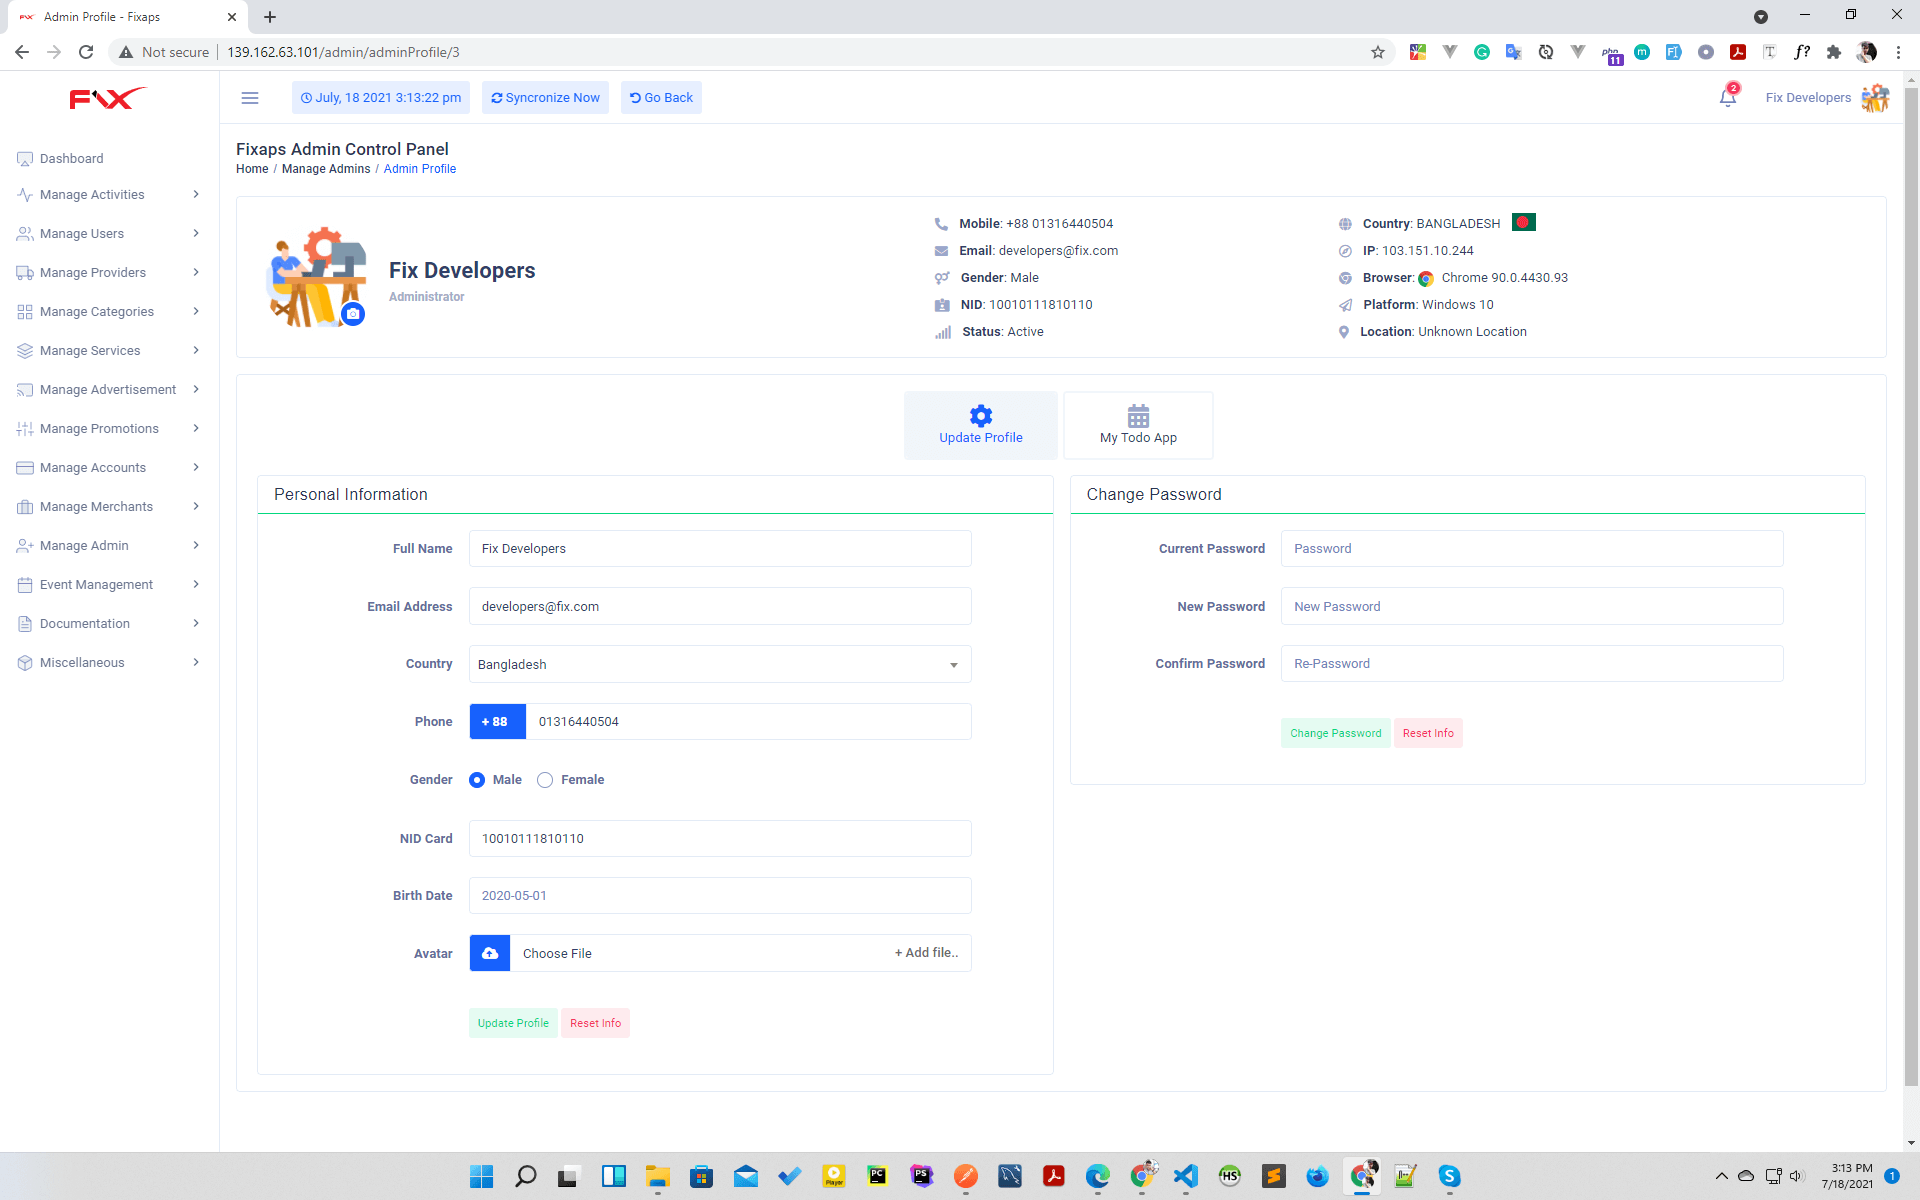 Admin Profile - Fixaps
Not secure
139.162.63.101/admin/adminProfile/3
php
11
FIX
July, 18 2021 3:13:22 pm
Syncronize Now
Go Back
2
Fix Developers
Fixaps Admin Control Panel
Home / Manage Admins / Admin Profile
Dashboard
Manage Activities
Manage Users
Manage Providers
Manage Categories
Manage Services
Manage Advertisement
Manage Promotions
Manage Accounts
Manage Merchants
Manage Admin
Event Management
Documentation
Miscellaneous
Fix Developers
Administrator
Mobile: +88 01316440504
Email: developers@fix.com
Gender: Male
NID: 10010111810110
Status: Active
Country: BANGLADESH
IP: 103.151.10.244
Browser: Chrome 90.0.4430.93
Platform: Windows 10
Location: Unknown Location
Update Profile
My Todo App
Personal Information
Full Name
Fix Developers
Email Address
developers@fix.com
Country
Bangladesh
Phone
+ 88
01316440504
Gender
Male
Female
NID Card
10010111810110
Birth Date
2020-05-01
Avatar
Choose File
+ Add file..
Update Profile
Reset Info
Change Password
Current Password
Password
New Password
New Password
Confirm Password
Re-Password
Change Password
Reset Info
Player
PC
PS
HS
3:13 PM
7/18/2021
1